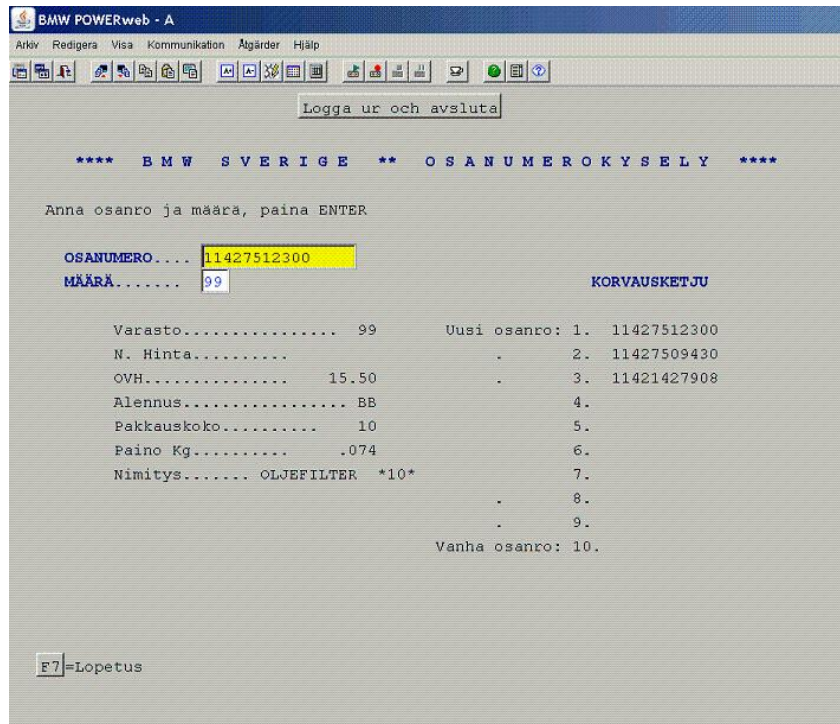 BMW POWERweb - A
Arkiv Redigera Visa Kommunikation Åtgärder Hjälp
Logga ur och avsluta
**** BMW SVERIGE ** OSANUMEROKYSELY ****
Anna osanro ja määrä, paina ENTER
OSANUMERO.... 11427512300
MÄÄRÄ....... 99 KORVAUSKETJU
Varasto................ 99 Uusi osanro: 1. 11427512300
N. Hinta.......... . 2. 11427509430
OVH............... 15.50 . 3. 11421427908
Alennus................. BB 4.
Pakkauskoko.......... 10 5.
Paino Kg.......... .074 6.
Nimitys....... OLJEFILTER *10* 7.
. 8.
. 9.
Vanha osanro: 10.
F7=Lopetus